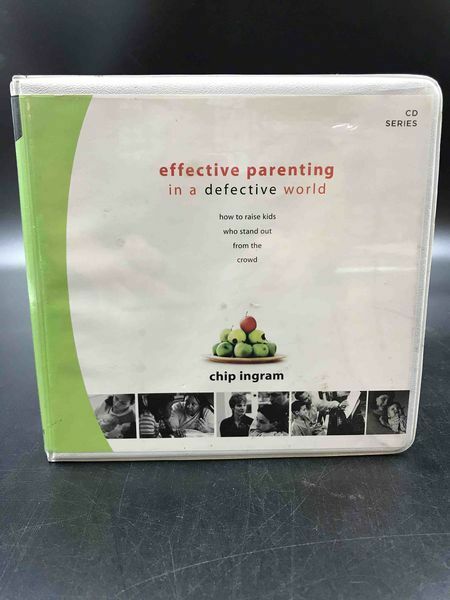 CD
SERIES
effective parenting
in a defective world
how to raise kids
who stand out
from the
crowd
chip ingram